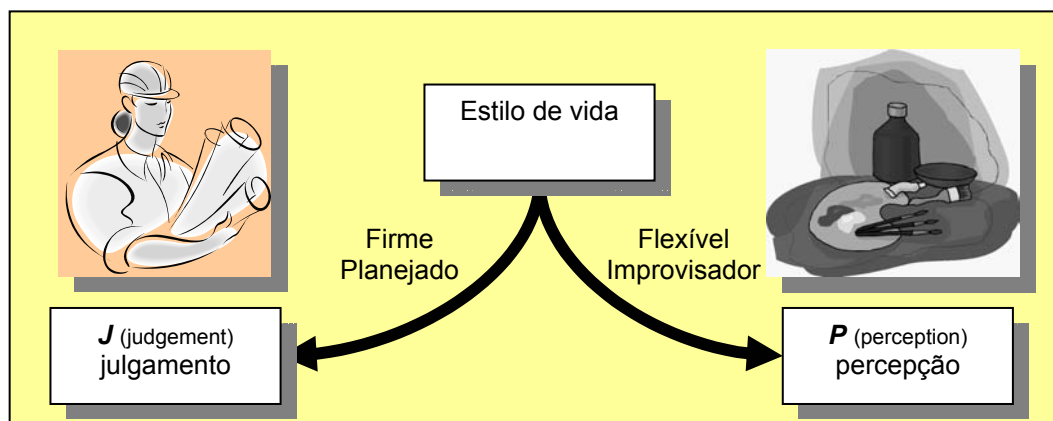 Estilo de vida
Firme
Planejado
Flexível
Improvisador
J (judgement)
julgamento
P (perception)
percepção